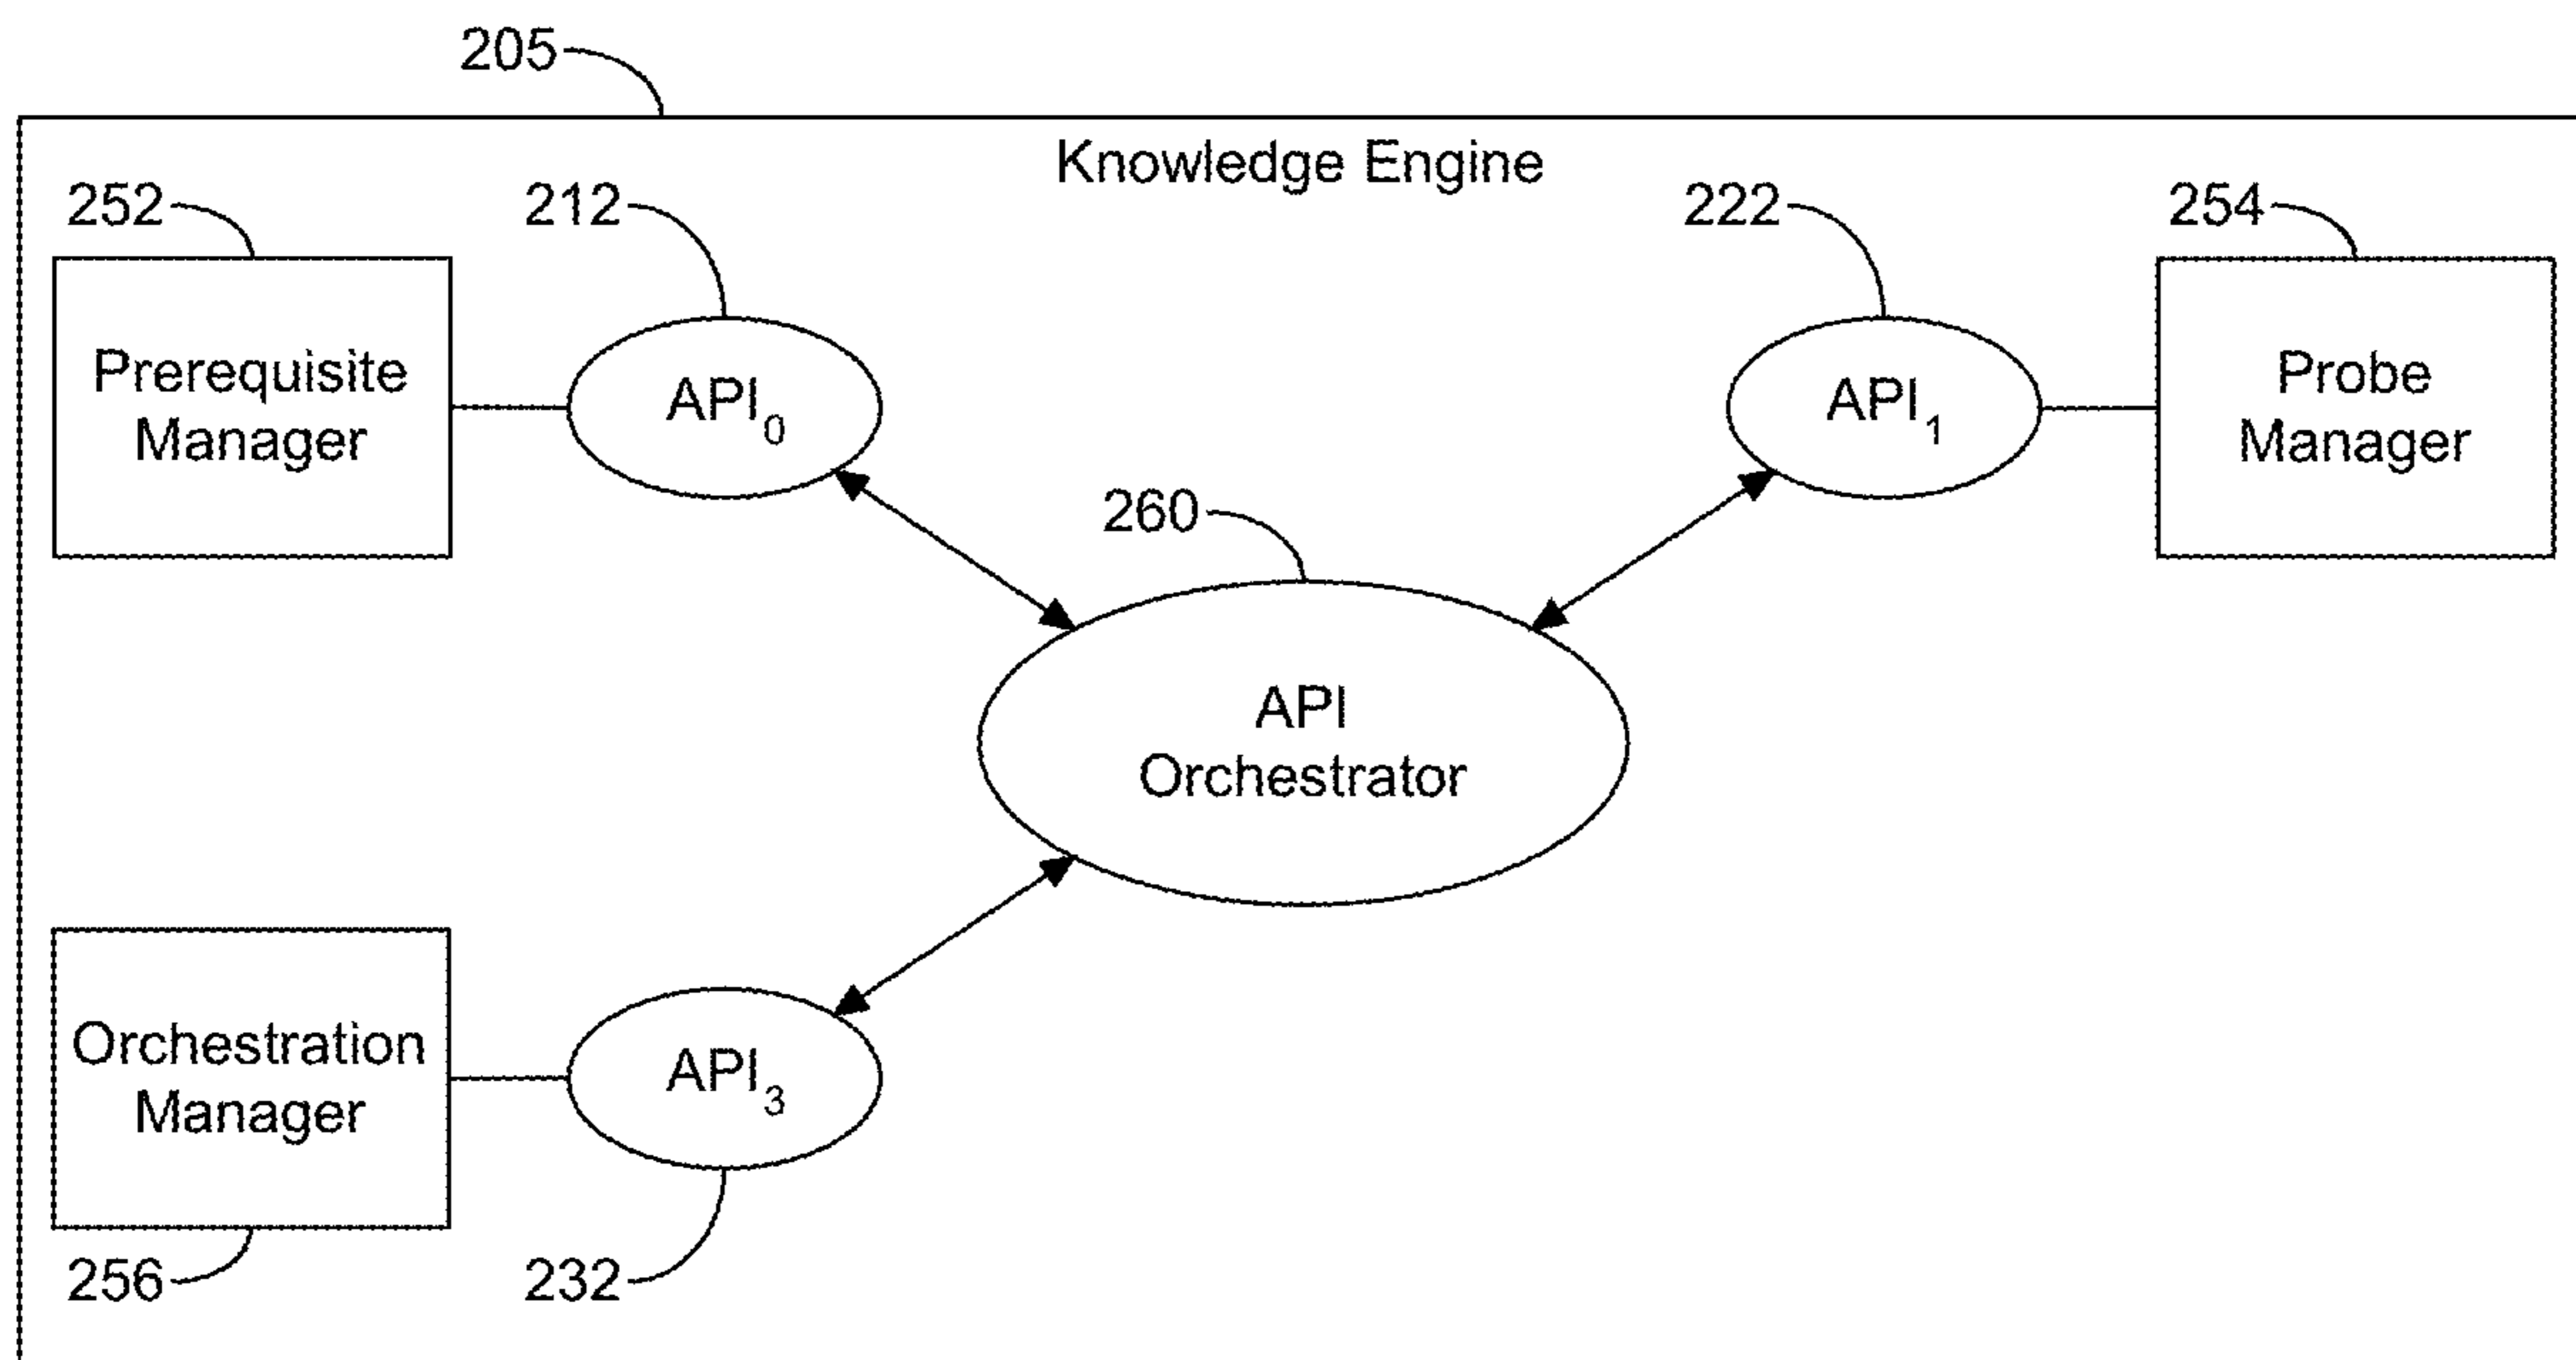 205
Knowledge Engine
252
212
222
254
Prerequisite
Manager
API₀
API₁
Probe
Manager
260
API
Orchestrator
Orchestration
Manager
API₃
256
232